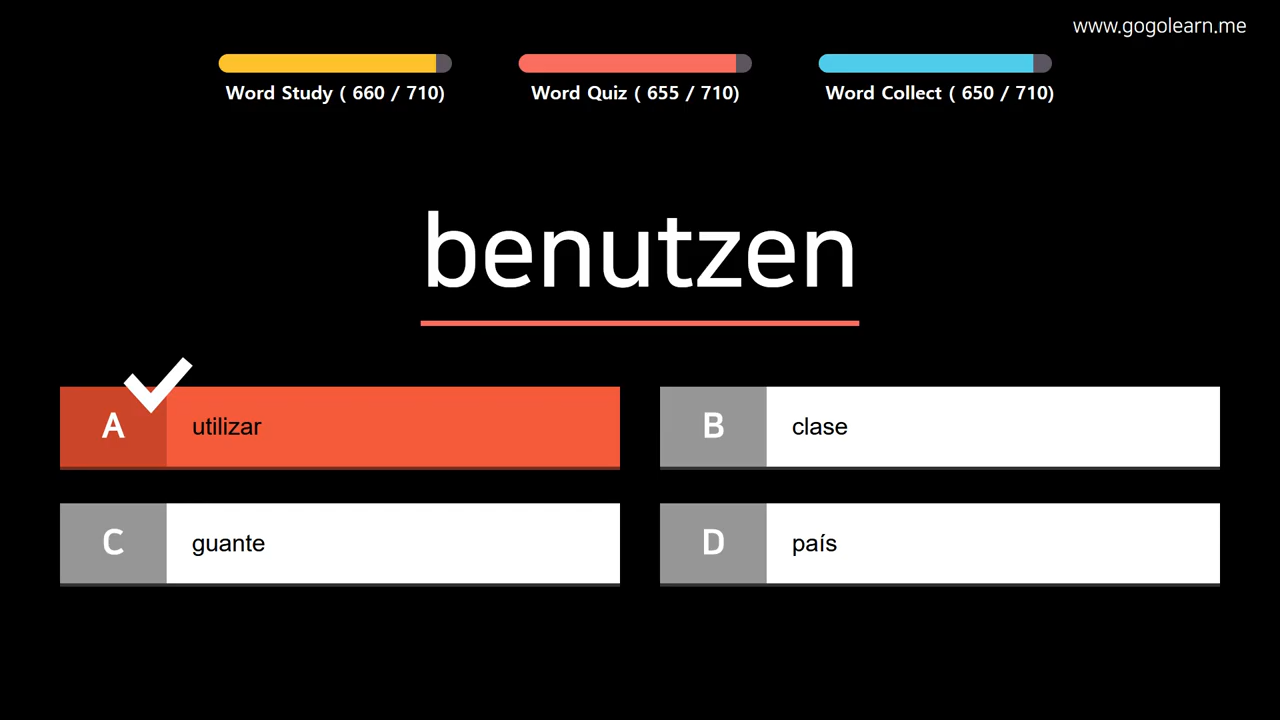 www.gogolearn.me
Word Study ( 660 / 710)
Word Quiz ( 655 / 710)
Word Collect ( 650 / 710)
benutzen
A utilizar
B clase
C guante
D país